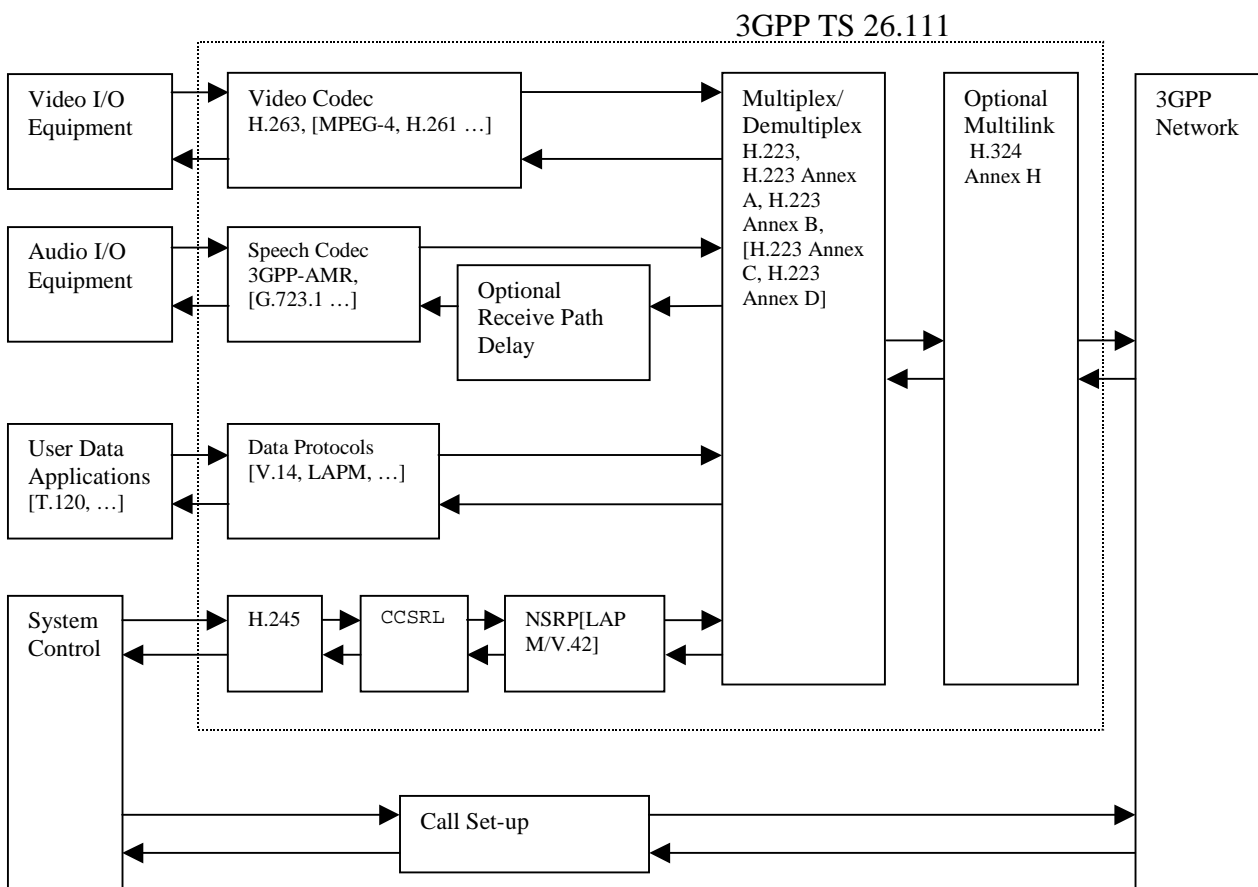 3GPP TS 26.111
Video I/O
Equipment
Video Codec
H.263, [MPEG-4, H.261 …]
Multiplex/
Demultiplex
H.223,
H.223 Annex
A, H.223
Annex B,
[H.223 Annex
C, H.223
Annex D]
Optional
Multilink
H.324
Annex H
3GPP
Network
Audio I/O
Equipment
Speech Codec
3GPP-AMR,
[G.723.1 …]
Optional
Receive Path
Delay
User Data
Applications
[T.120, …]
Data Protocols
[V.14, LAPM, …]
System
Control
H.245
CCSRL
NSRP[LAP
M/V.42]
Call Set-up